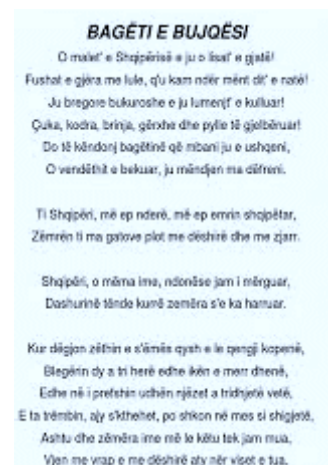 BAGËTI E BUJQËSI
O malet' e Shqipërisë e ju o lisat' e gjatë!
Fushat e gjëra me lule, q'u kam ndër mënt dit' e natë!
Ju bregore bukuroshe e ju lumenjt' e kulluar!
Çuka, kodra, brinja, gërxhe dhe pylle të gjelbëruar!
Do të këndonj bagëtinë që mbani ju e ushqeni,
O vendëthit e bekuar, ju mëndjen ma dëfreni.
Ti Shqipëri, më ep nderë, më ep emrin shqipëtar,
Zëmrën ti ma gatove plot me dëshirë dhe me zjarr.
Shqipëri, o mëma ime, ndonëse jam i mërguar,
Dashurinë tënde kurrë zemëra s'e ka harruar.
Kur dëgjon zëthin e s'ëmës qysh e le qengji kopenë,
Blegërin dy a tri herë edhe ikën e merr dhenë,
Edhe në i prefshin udhën njëzet a tridhjetë vetë,
E ta trëmbin, ajy s'kthehet, po shkon në mes si shigjetë,
Ashtu dhe zëmëra ime më le këtu tek jam mua,
Vjen me vrap e me dëshirë aty nër viset e tua.